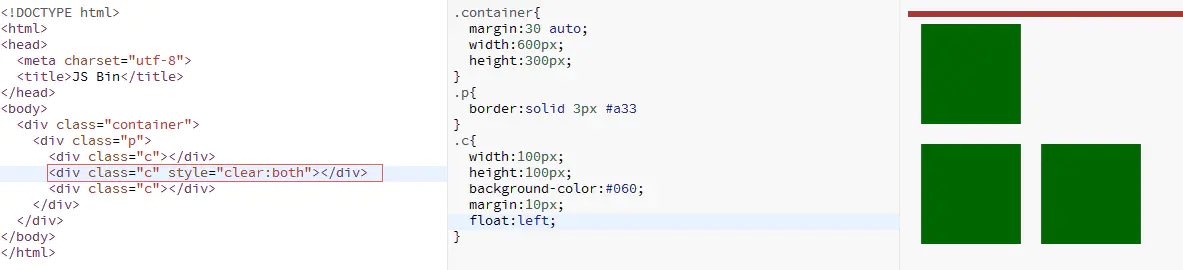 <!DOCTYPE html>
<html>
<head>
  <meta charset="utf-8">
  <title>JS Bin</title>
</head>
<body>
  <div class="container">
    <div class="p">
      <div class="c"></div>
      <div class="c" style="clear:both"></div>
      <div class="c"></div>
    </div>
  </div>
</body>
</html>
.container{
  margin:30 auto;
  width:600px;
  height:300px;
}
.p{
  border:solid 3px #a33
}
.c{
  width:100px;
  height:100px;
  background-color:#060;
  margin:10px;
  float:left;
}